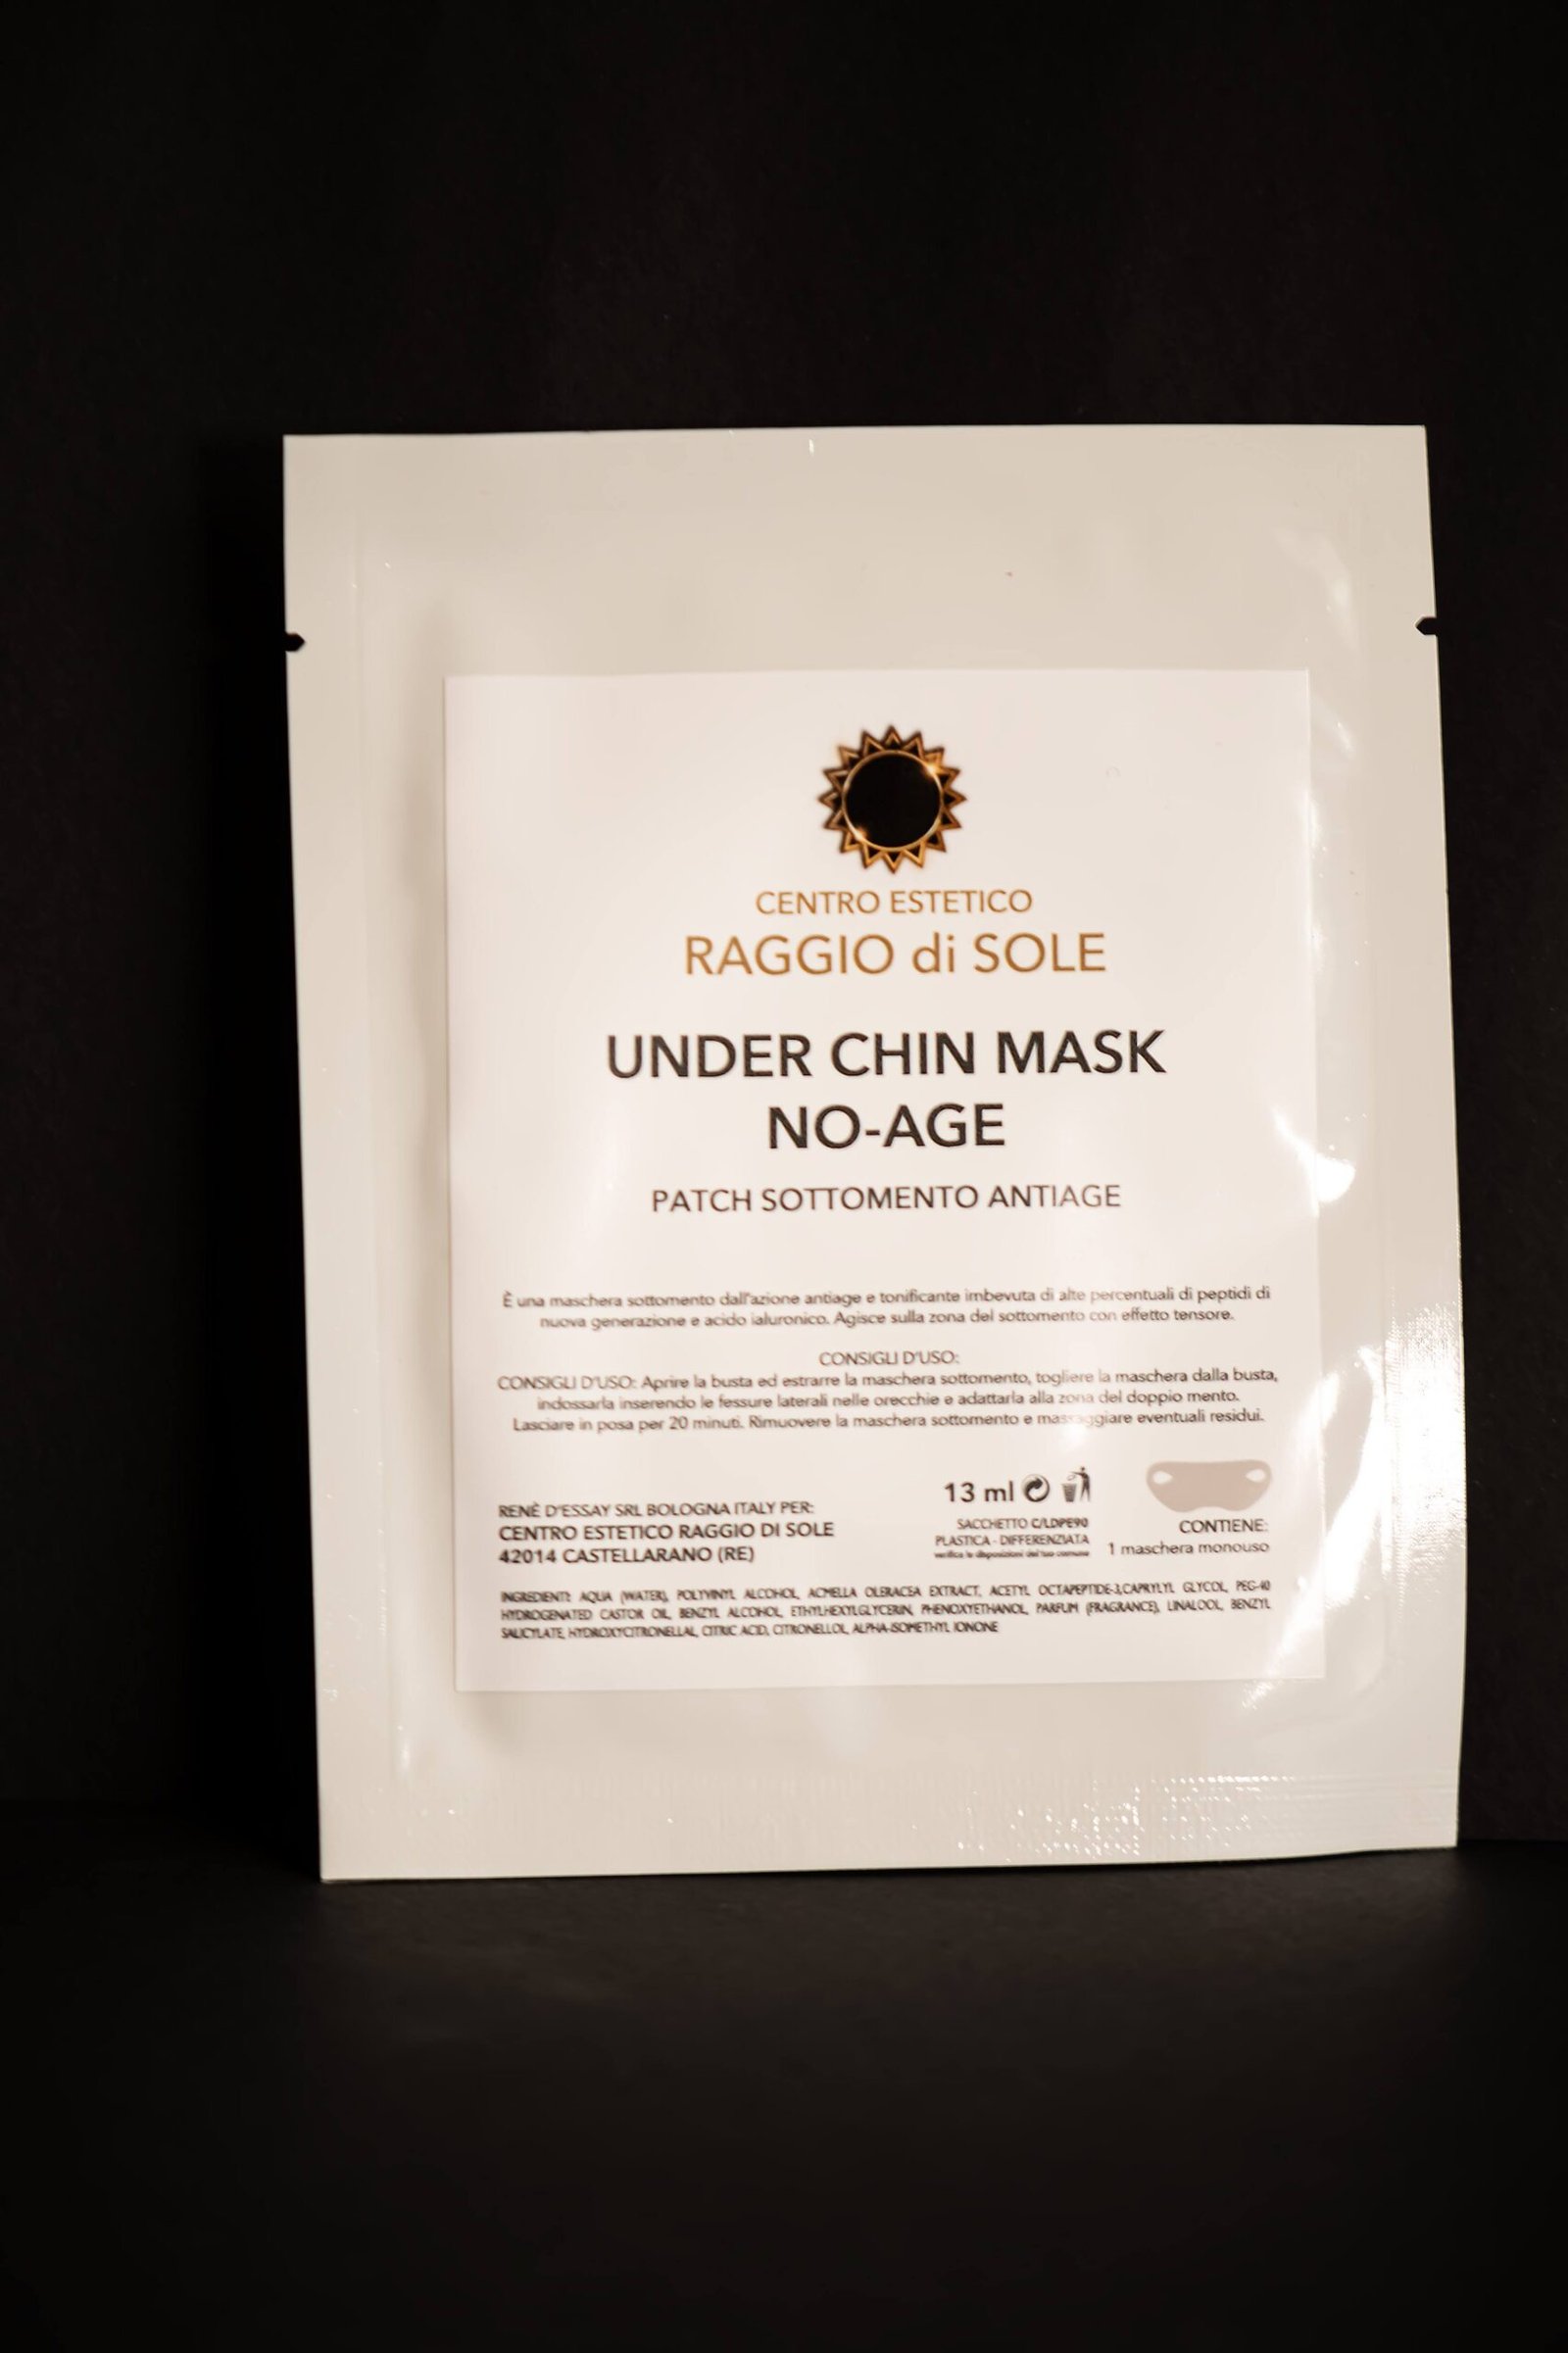 CENTRO ESTETICO
RAGGIO di SOLE
UNDER CHIN MASK
NO-AGE
PATCH SOTTOMENTO ANTIAGE
È una maschera sottomento dall'azione antiage e tonificante imbevuta di alte percentuali di peptidi di
nuova generazione e acido ialuronico. Agisce sulla zona del sottomento con effetto tensore.
CONSIGLI D'USO:
CONSIGLI D'USO: Aprire la busta ed estrarre la maschera sottomento, togliere la maschera dalla busta,
indossarla inserendo le fessure laterali nelle orecchie e adattarla alla zona del doppio mento.
Lasciare in posa per 20 minuti. Rimuovere la maschera sottomento e massaggiare eventuali residui.
13 ml
SACCHETTO C/LDPE90
PLASTICA - DIFFERENZIATA
verifica le disposizioni del tuo comune
CONTIENE:
1 maschera monouso
RENÈ D'ESSAY SRL BOLOGNA ITALY PER:
CENTRO ESTETICO RAGGIO DI SOLE
42014 CASTELLARANO (RE)
INGREDIENTI: AQUA (WATER), POLYVINYL ALCOHOL, ACMELLA OLERACEA EXTRACT, ACETYL OCTAPEPTIDE-3,CAPRYLYL GLYCOL, PEG-40
HYDROGENATED CASTOR OIL, BENZYL ALCOHOL, ETHYLHEXYLGLYCERIN, PHENOXYETHANOL, PARFUM (FRAGRANCE), LINALOOL, BENZYL
SALICYLATE, HYDROXYCITRONELLAL, CITRIC ACID, CITRONELLOL, ALPHA-ISOMETHYL IONONE